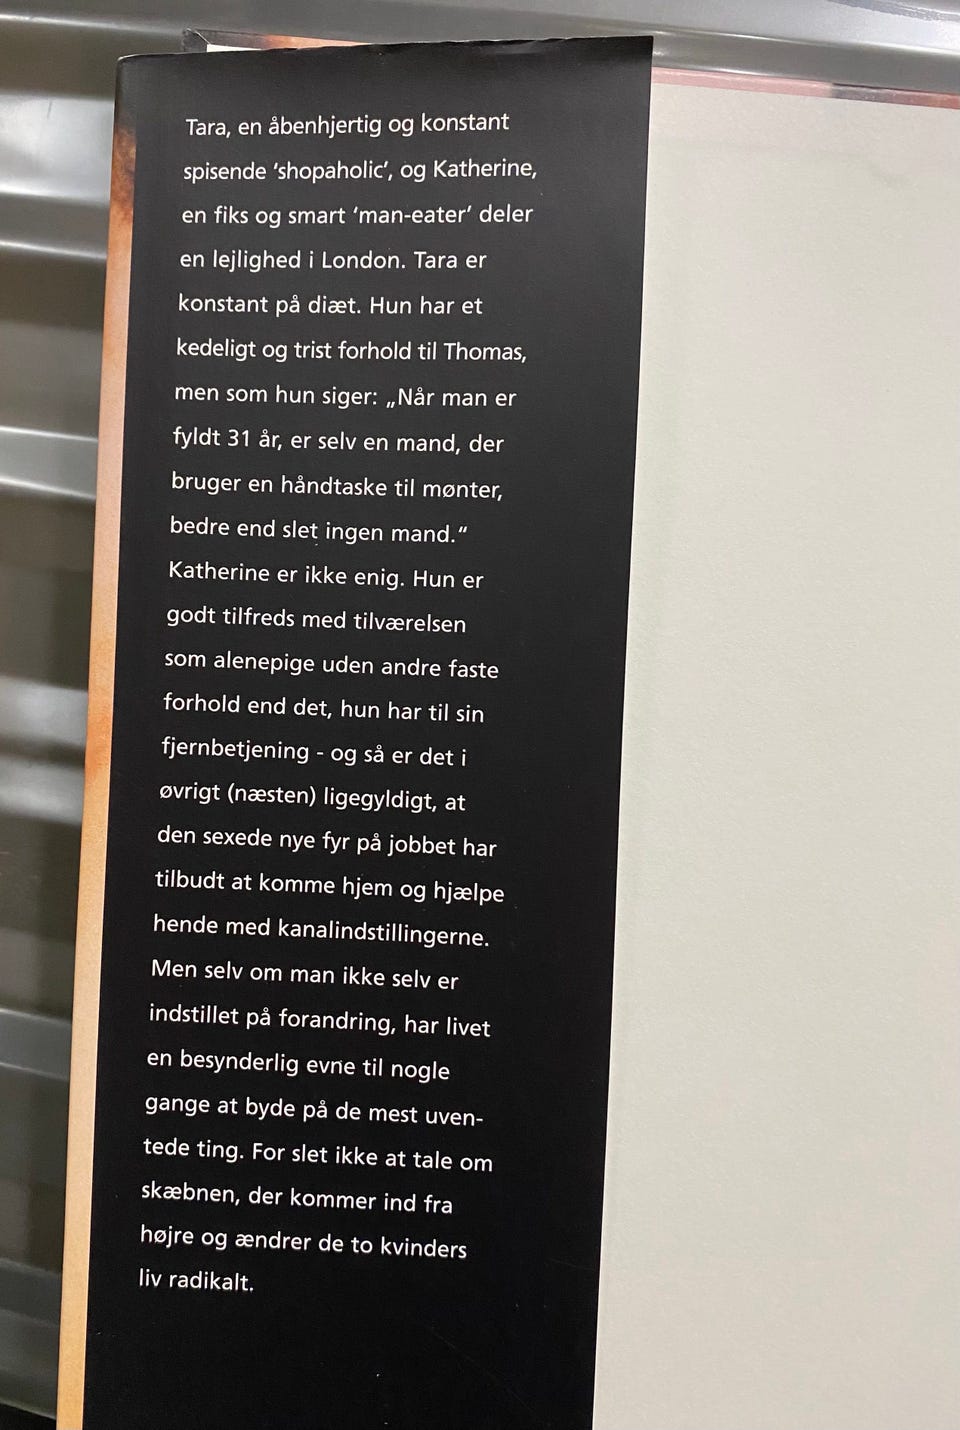 Tara, en åbenhjertig og konstant
spisende ‘shopaholic’, og Katherine,
en fiks og smart ‘man-eater’ deler
en lejlighed i London. Tara er
konstant på diæt. Hun har et
kedeligt og trist forhold til Thomas,
men som hun siger: „Når man er
fyldt 31 år, er selv en mand, der
bruger en håndtaske til mønter,
bedre end slet ingen mand.“
Katherine er ikke enig. Hun er
godt tilfreds med tilværelsen
som alenepige uden andre faste
forhold end det, hun har til sin
fjernbetjening - og så er det i
øvrigt (næsten) ligegyldigt, at
den sexede nye fyr på jobbet har
tilbudt at komme hjem og hjælpe
hende med kanalindstillingerne.
Men selv om man ikke selv er
indstillet på forandring, har livet
en besynderlig evne til nogle
gange at byde på de mest uven-
tede ting. For slet ikke at tale om
skæbnen, der kommer ind fra
højre og ændrer de to kvinders
liv radikalt.